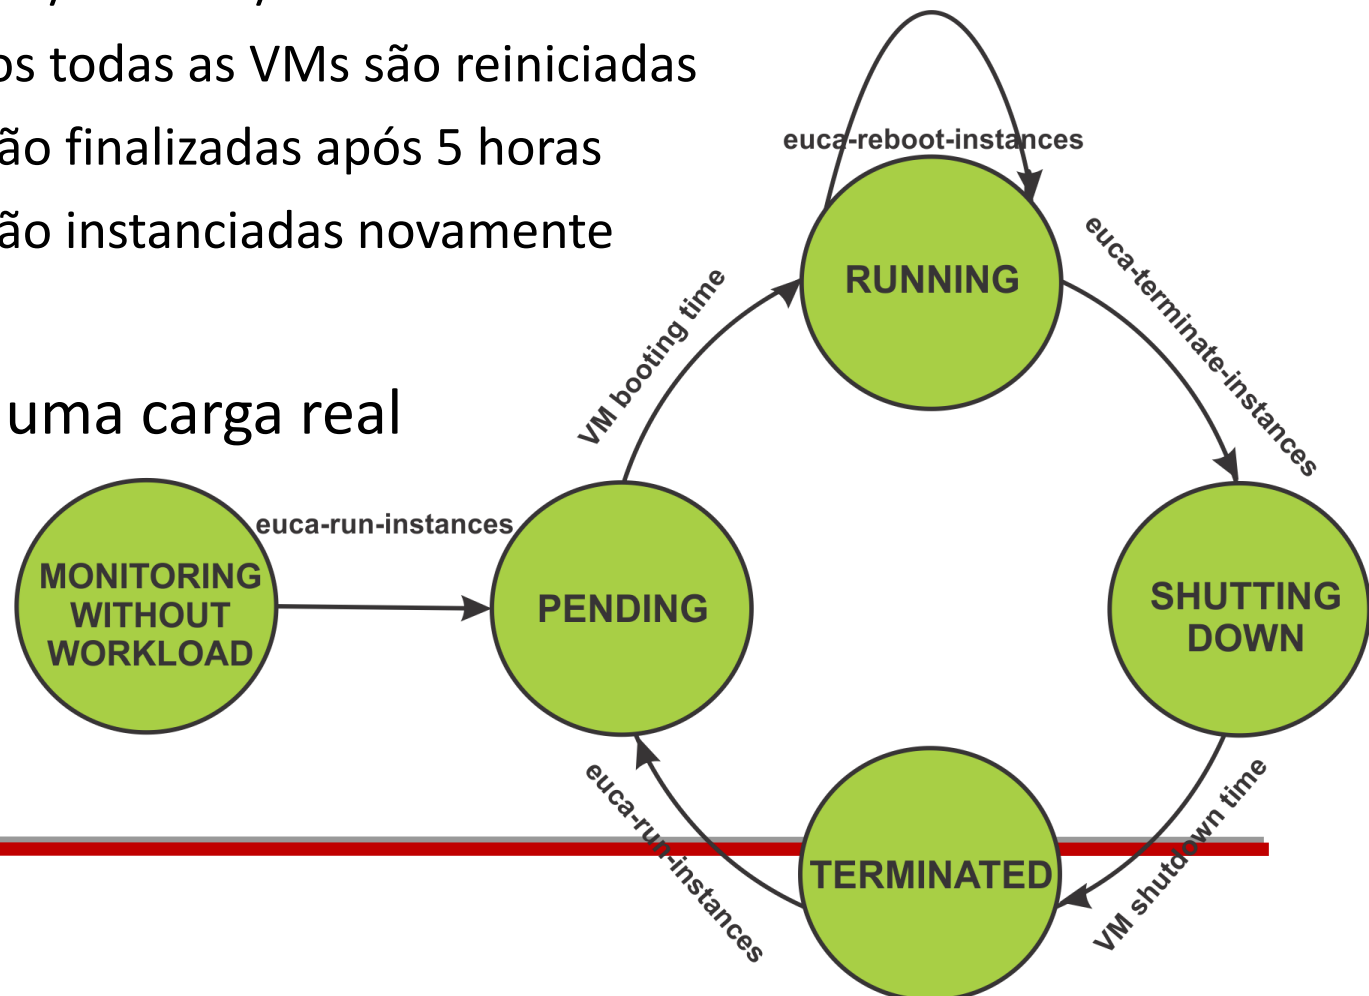 os todas as VMs são reiniciadas
ão finalizadas após 5 horas
ão instanciadas novamente
uma carga real
euca-reboot-instances
RUNNING
euca-terminate-instances
VM booting time
euca-run-instances
MONITORING
WITHOUT
WORKLOAD
PENDING
SHUTTING
DOWN
euca-run-instances
TERMINATED
VM shutdown time